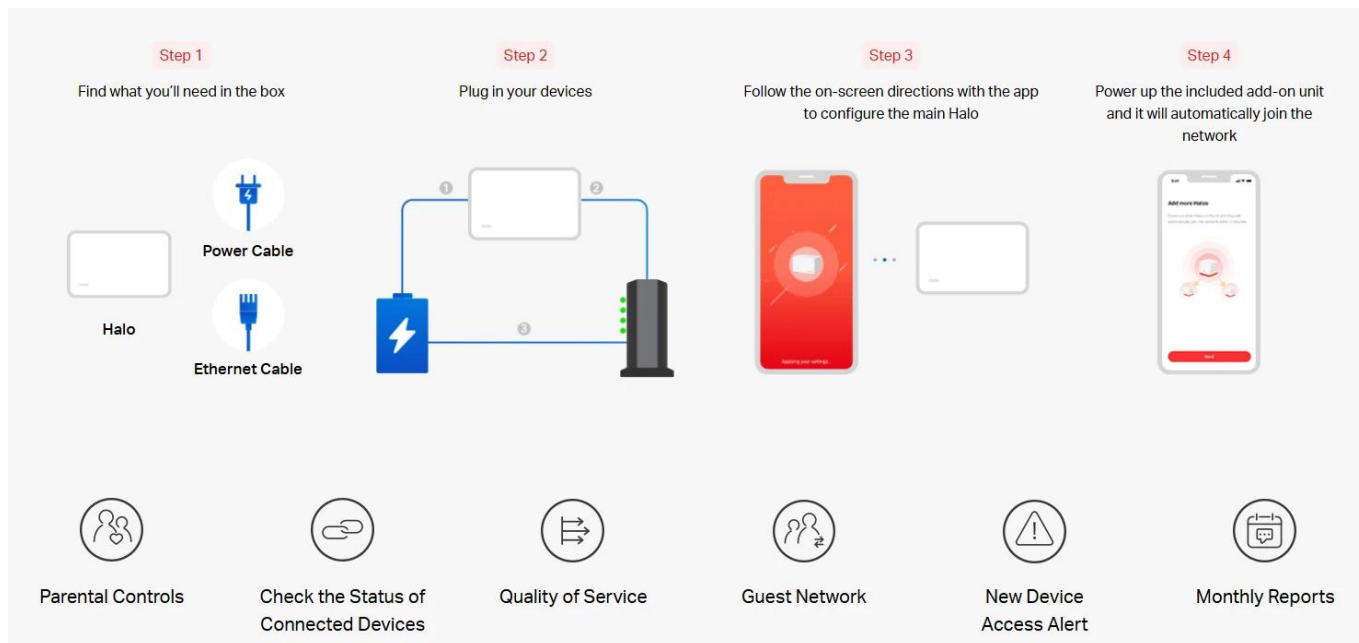 Step 1
Find what you'll need in the box
Power Cable
Halo
Ethernet Cable
Step 2
Plug in your devices
1
2
3
Step 3
Follow the on-screen directions with the app
to configure the main Halo
Applying your settings...
Step 4
Power up the included add-on unit
and it will automatically join the
network
Add more Halos
Next
Parental Controls
Check the Status of
Connected Devices
Quality of Service
Guest Network
New Device
Access Alert
Monthly Reports